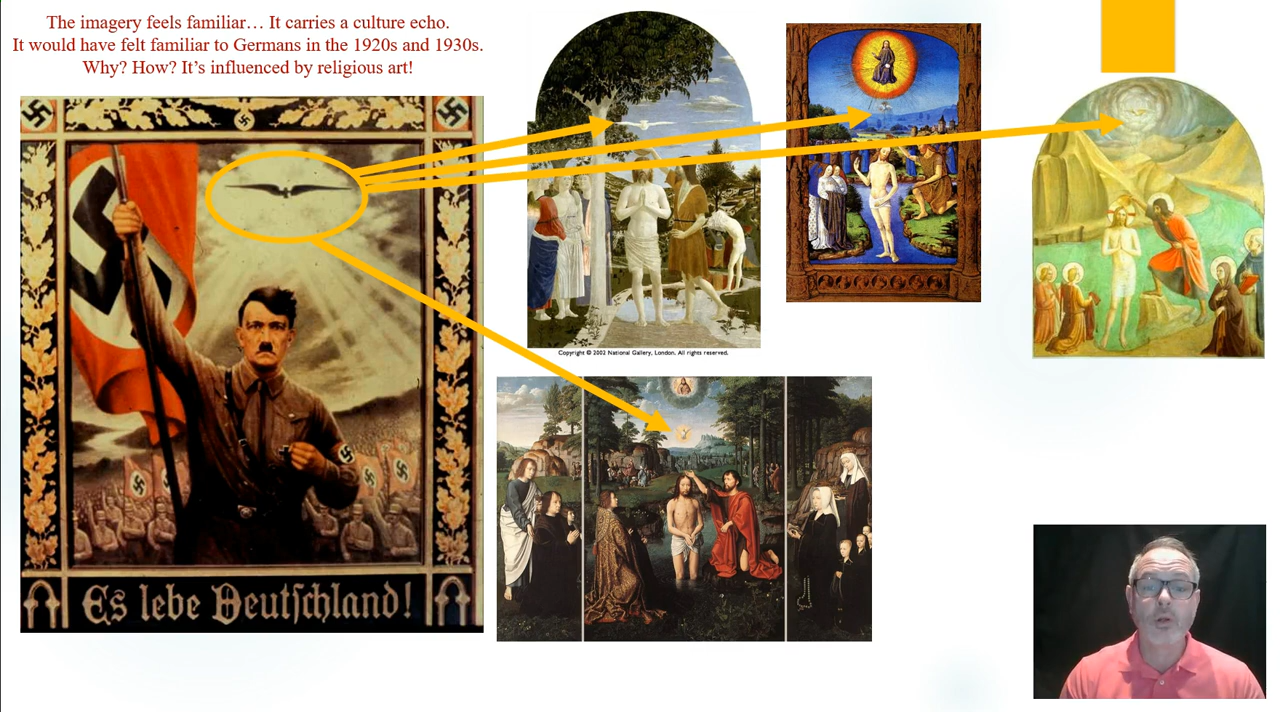 The imagery feels familiar… It carries a culture echo.
It would have felt familiar to Germans in the 1920s and 1930s.
Why? How? It’s influenced by religious art!
Copyright © 2002 National Gallery, London. All rights reserved.
Es lebe Deutſchland!